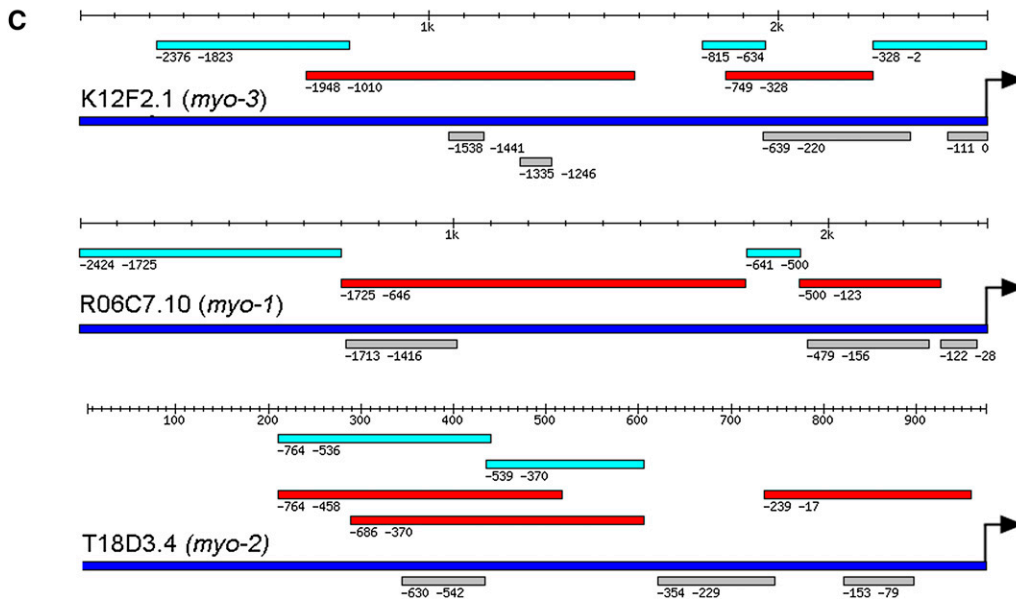 C
1k 2k
−2376 −1823 −815 −634 −328 −2
−1948 −1010 −749 −328
K12F2.1 (myo-3)
−1538 −1441 −639 −220 −111 0
−1335 −1246
1k 2k
−2424 −1725 −641 −500
−1725 −646 −500 −123
R06C7.10 (myo-1)
−1713 −1416 −479 −156 −122 −28
100 200 300 400 500 600 700 800 900
−764 −536
−539 −370
−764 −458 −239 −17
−686 −370
T18D3.4 (myo-2)
−630 −542 −354 −229 −153 −79